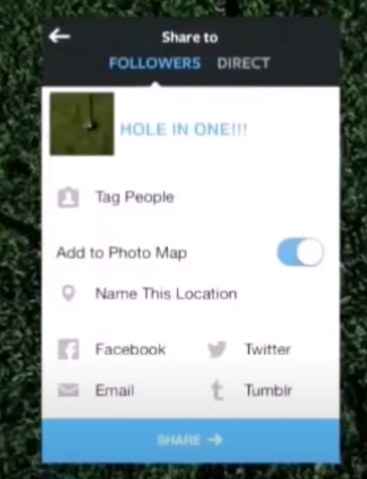 Share to
FOLLOWERS DIRECT
HOLE IN ONE!!!
Tag People
Add to Photo Map
Name This Location
Facebook Twitter
Email Tumblr
SHARE